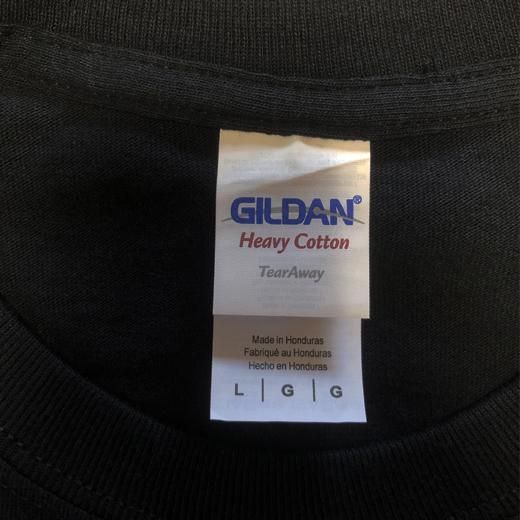 GILDAN®
Heavy Cotton
TearAway
Made in Honduras
Fabriqué au Honduras
Hecho en Honduras
L | G | G